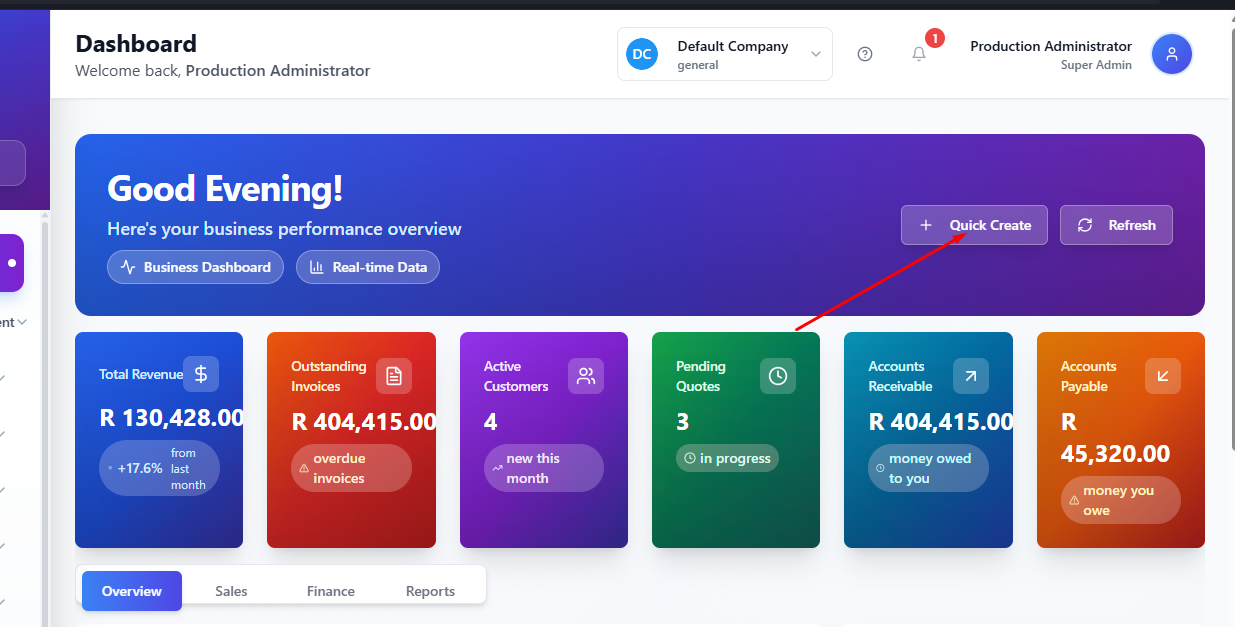 Dashboard
Welcome back, Production Administrator
DC
Default Company
general
1
Production Administrator
Super Admin
Good Evening!
Here's your business performance overview
Business Dashboard
Real-time Data
Quick Create
Refresh
ent
Total Revenue
R 130,428.00
+17.6%
from
last
month
Outstanding
Invoices
R 404,415.00
overdue
invoices
Active
Customers
4
new this
month
Pending
Quotes
3
in progress
Accounts
Receivable
R 404,415.00
money owed
to you
Accounts
Payable
R
45,320.00
money you
owe
Overview
Sales
Finance
Reports